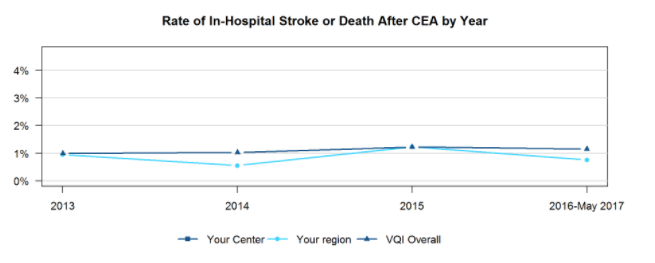 Rate of In-Hospital Stroke or Death After CEA by Year
4%
3%
2%
1%
0%
2013 2014 2015 2016-May 2017
Your Center Your region VQI Overall